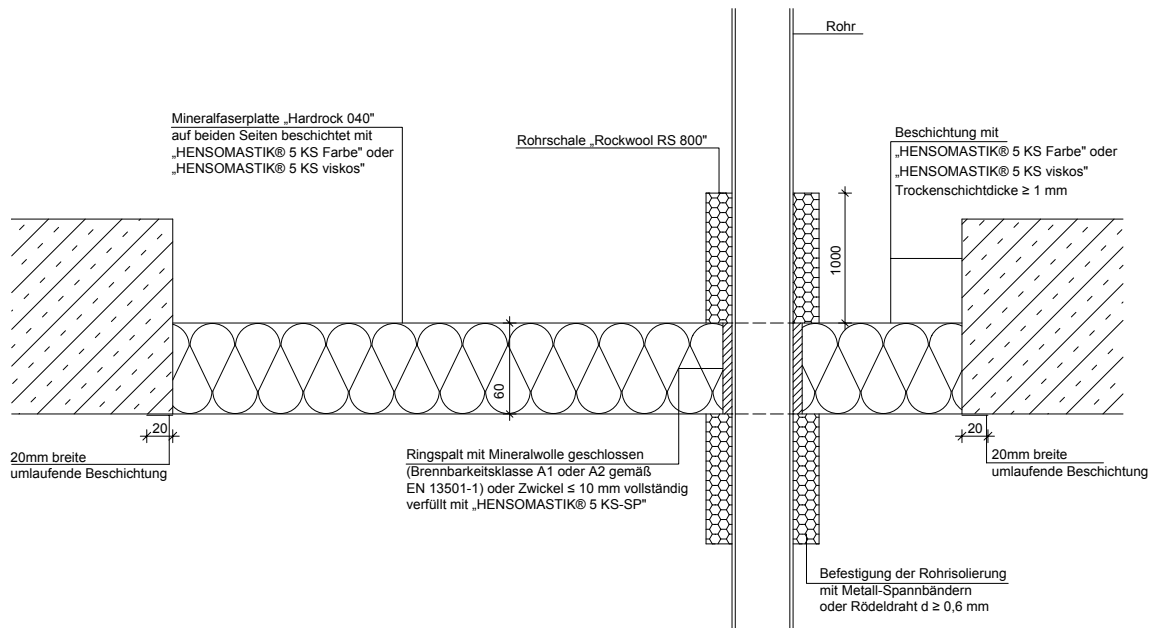 Rohr
Mineralfaserplatte „Hardrock 040"
auf beiden Seiten beschichtet mit
„HENSOMASTIK® 5 KS Farbe" oder
„HENSOMASTIK® 5 KS viskos"
Rohrschale „Rockwool RS 800"
Beschichtung mit
„HENSOMASTIK® 5 KS Farbe" oder
„HENSOMASTIK® 5 KS viskos"
Trockenschichtdicke ≥ 1 mm
1000
60
20
20
20mm breite
umlaufende Beschichtung
Ringspalt mit Mineralwolle geschlossen
(Brennbarkeitsklasse A1 oder A2 gemäß
EN 13501-1) oder Zwickel ≤ 10 mm vollständig
verfüllt mit „HENSOMASTIK® 5 KS-SP"
20mm breite
umlaufende Beschichtung
Befestigung der Rohrisolierung
mit Metall-Spannbändern
oder Rödeldraht d ≥ 0,6 mm